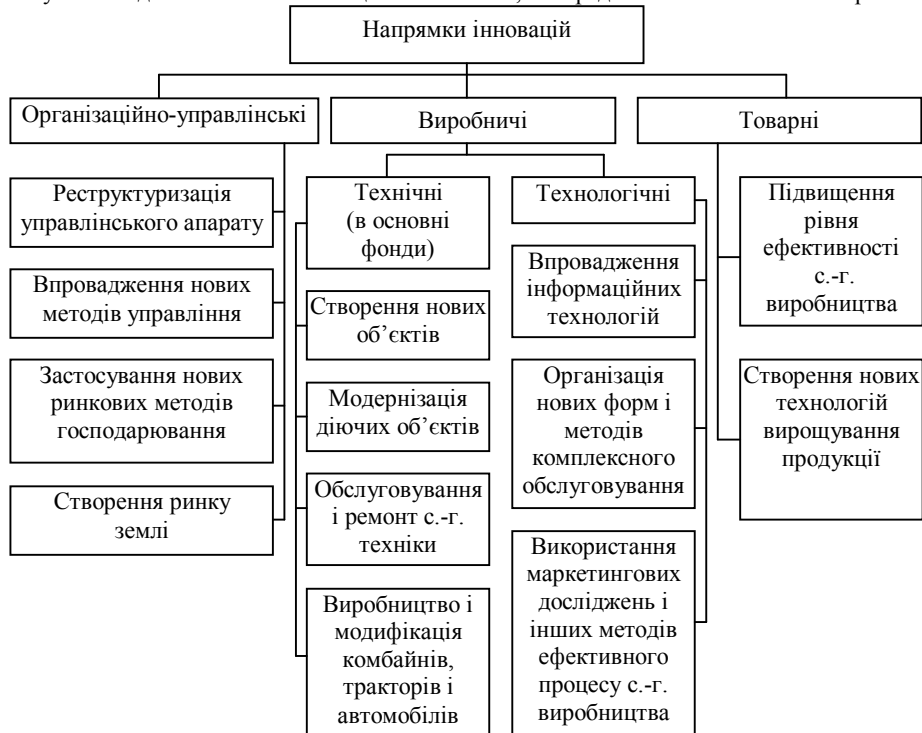 Напрямки інновацій
Організаційно-управлінські
Виробничі
Товарні
Реструктуризація
управлінського апарату
Впровадження нових
методів управління
Застосування нових
ринкових методів
господарювання
Створення ринку
землі
Технічні
(в основні
фонди)
Створення нових
об’єктів
Модернізація
діючих об’єктів
Обслуговування
і ремонт с.-г.
техніки
Виробництво і
модифікація
комбайнів,
тракторів і
автомобілів
Технологічні
Впровадження
інформаційних
технологій
Організація
нових форм і
методів
комплексного
обслуговування
Використання
маркетингових
досліджень і
інших методів
ефективного
процесу с.-г.
виробництва
Підвищення
рівня
ефективності
с.-г.
виробництва
Створення нових
технологій
вирощування
продукції